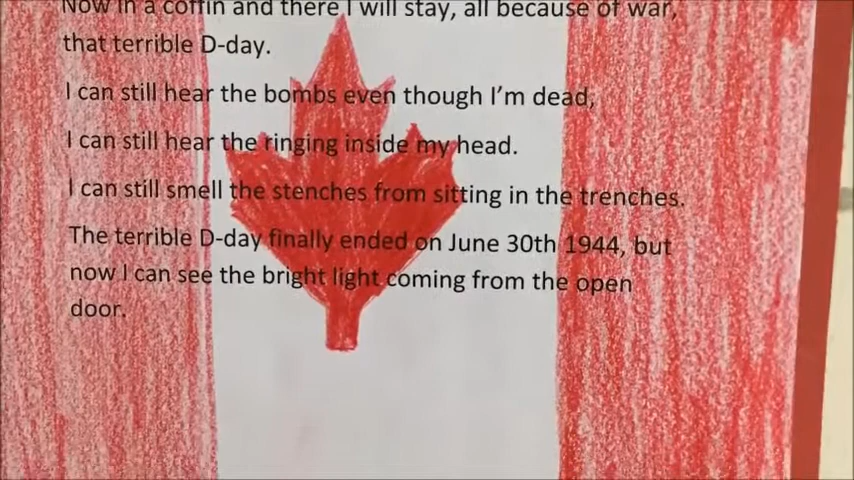 Now in a coffin and there I will stay, all because of war,
that terrible D-day.
I can still hear the bombs even though I'm dead,
I can still hear the ringing inside my head.
I can still smell the stenches from sitting in the trenches.
The terrible D-day finally ended on June 30th 1944, but
now I can see the bright light coming from the open
door.